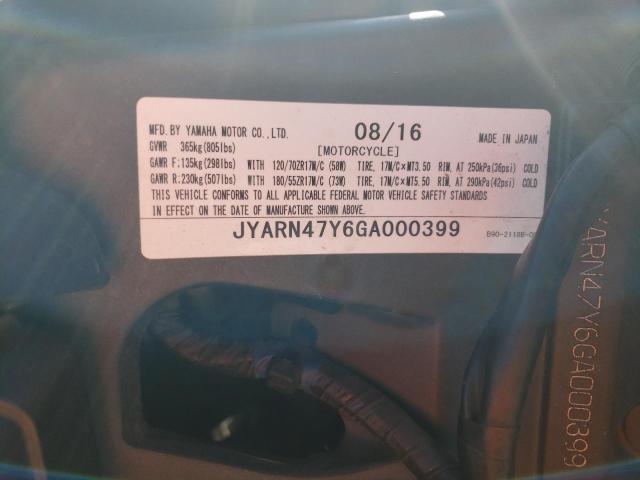 MFD.BY YAMAHA MOTOR CO.,LTD. 08/16 MADE IN JAPAN
GVWR 365kg(805lbs) [MOTORCYCLE]
GAWR F:135kg(298lbs) WITH 120/70ZR17M/C (58W) TIRE, 17M/C×MT3.50 RIM, AT 250kPa(36psi) COLD
GAWR R:230kg(507lbs) WITH 180/55ZR17M/C (73W) TIRE, 17M/C×MT5.50 RIM, AT 290kPa(42psi) COLD
THIS VEHICLE CONFORMS TO ALL APPLICABLE FEDERAL MOTOR VEHICLE SAFETY STANDARDS
IN EFFECT ON THE DATE OF MANUFACTURE SHOWN ABOVE.
JYARN47Y6GA000399
YARN47Y6GA000399